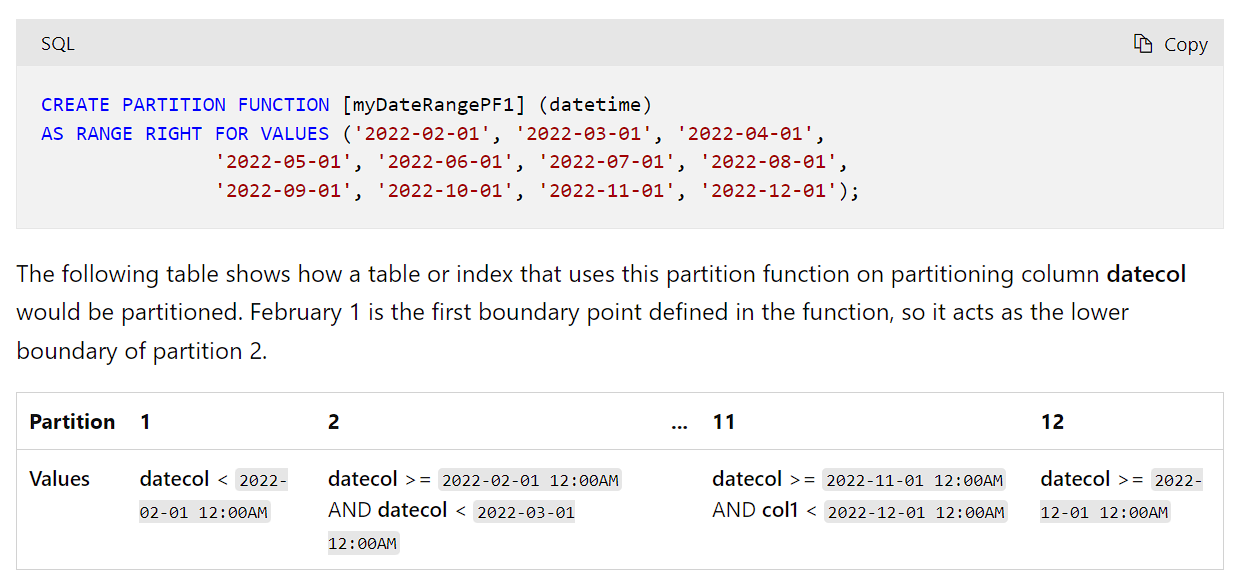 SQL
Copy
CREATE PARTITION FUNCTION [myDateRangePF1] (datetime)
AS RANGE RIGHT FOR VALUES ('2022-02-01', '2022-03-01', '2022-04-01',
'2022-05-01', '2022-06-01', '2022-07-01', '2022-08-01',
'2022-09-01', '2022-10-01', '2022-11-01', '2022-12-01');
The following table shows how a table or index that uses this partition function on partitioning column datecol
would be partitioned. February 1 is the first boundary point defined in the function, so it acts as the lower
boundary of partition 2.
Partition 1 2 ... 11 12
Values
datecol < 2022-
02-01 12:00AM
datecol >= 2022-02-01 12:00AM
AND datecol < 2022-03-01
12:00AM
datecol >= 2022-11-01 12:00AM
AND col1 < 2022-12-01 12:00AM
datecol >= 2022-
12-01 12:00AM